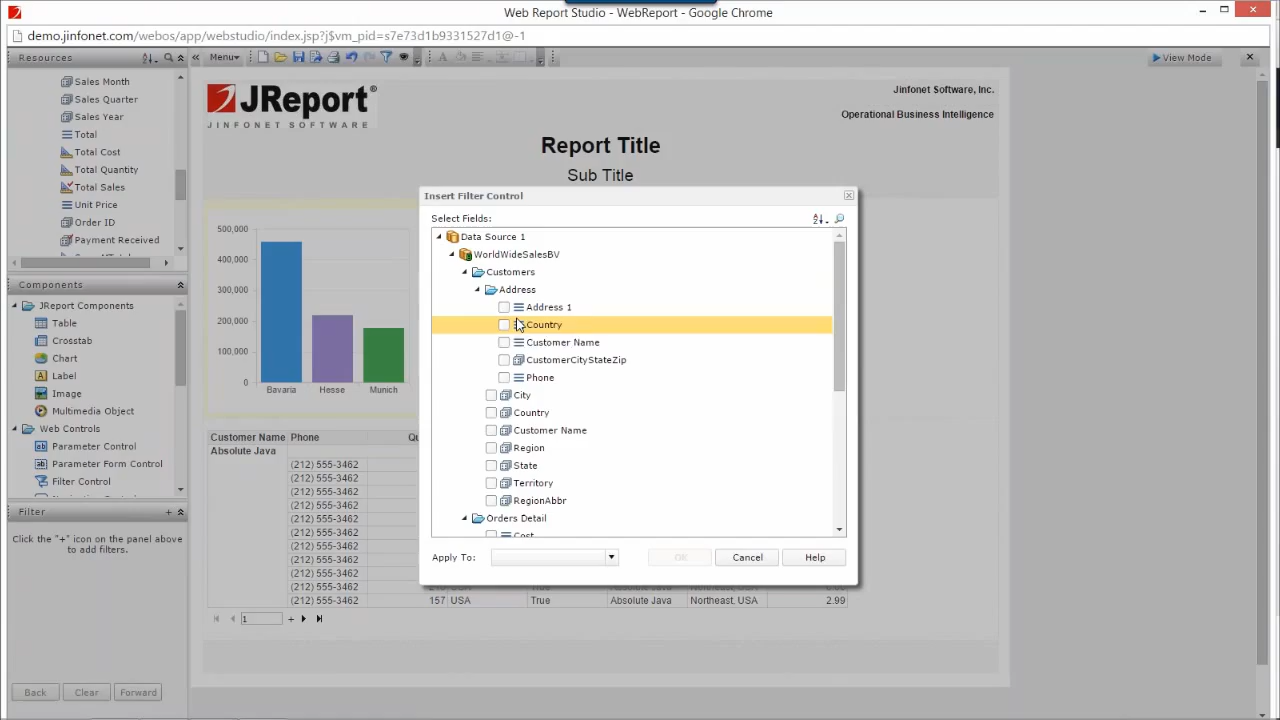 Web Report Studio - WebReport - Google Chrome
demo.jinfonet.com/webos/app/webstudio/index.jsp?j$vm_pid=s7e73d1b9331527d1@-1
Resources
Menu
View Mode
Sales Month
Sales Quarter
Sales Year
Total
Total Cost
Total Quantity
Total Sales
Unit Price
Order ID
Payment Received
Components
JReport Components
Table
Crosstab
Chart
Label
Image
Multimedia Object
Web Controls
Parameter Control
Parameter Form Control
Filter Control
Filter
Click the "+" icon on the panel above
to add filters.
Back Clear Forward
JReport®
JINFONET SOFTWARE
Jinfonet Software, Inc.
Operational Business Intelligence
Report Title
Sub Title
500,000
400,000
300,000
200,000
100,000
0
Bavaria Hesse Munich
Customer Name Phone Qu
Absolute Java
(212) 555-3462
(212) 555-3462
(212) 555-3462
(212) 555-3462
(212) 555-3462
(212) 555-3462
(212) 555-3462
(212) 555-3462
(212) 555-3462 157 USA True Absolute Java Northeast, USA 2.99
1
Insert Filter Control
Select Fields:
Data Source 1
WorldWideSalesBV
Customers
Address
Address 1
Country
Customer Name
CustomerCityStateZip
Phone
City
Country
Customer Name
Region
State
Territory
RegionAbbr
Orders Detail
Cost
Apply To:
OK Cancel Help